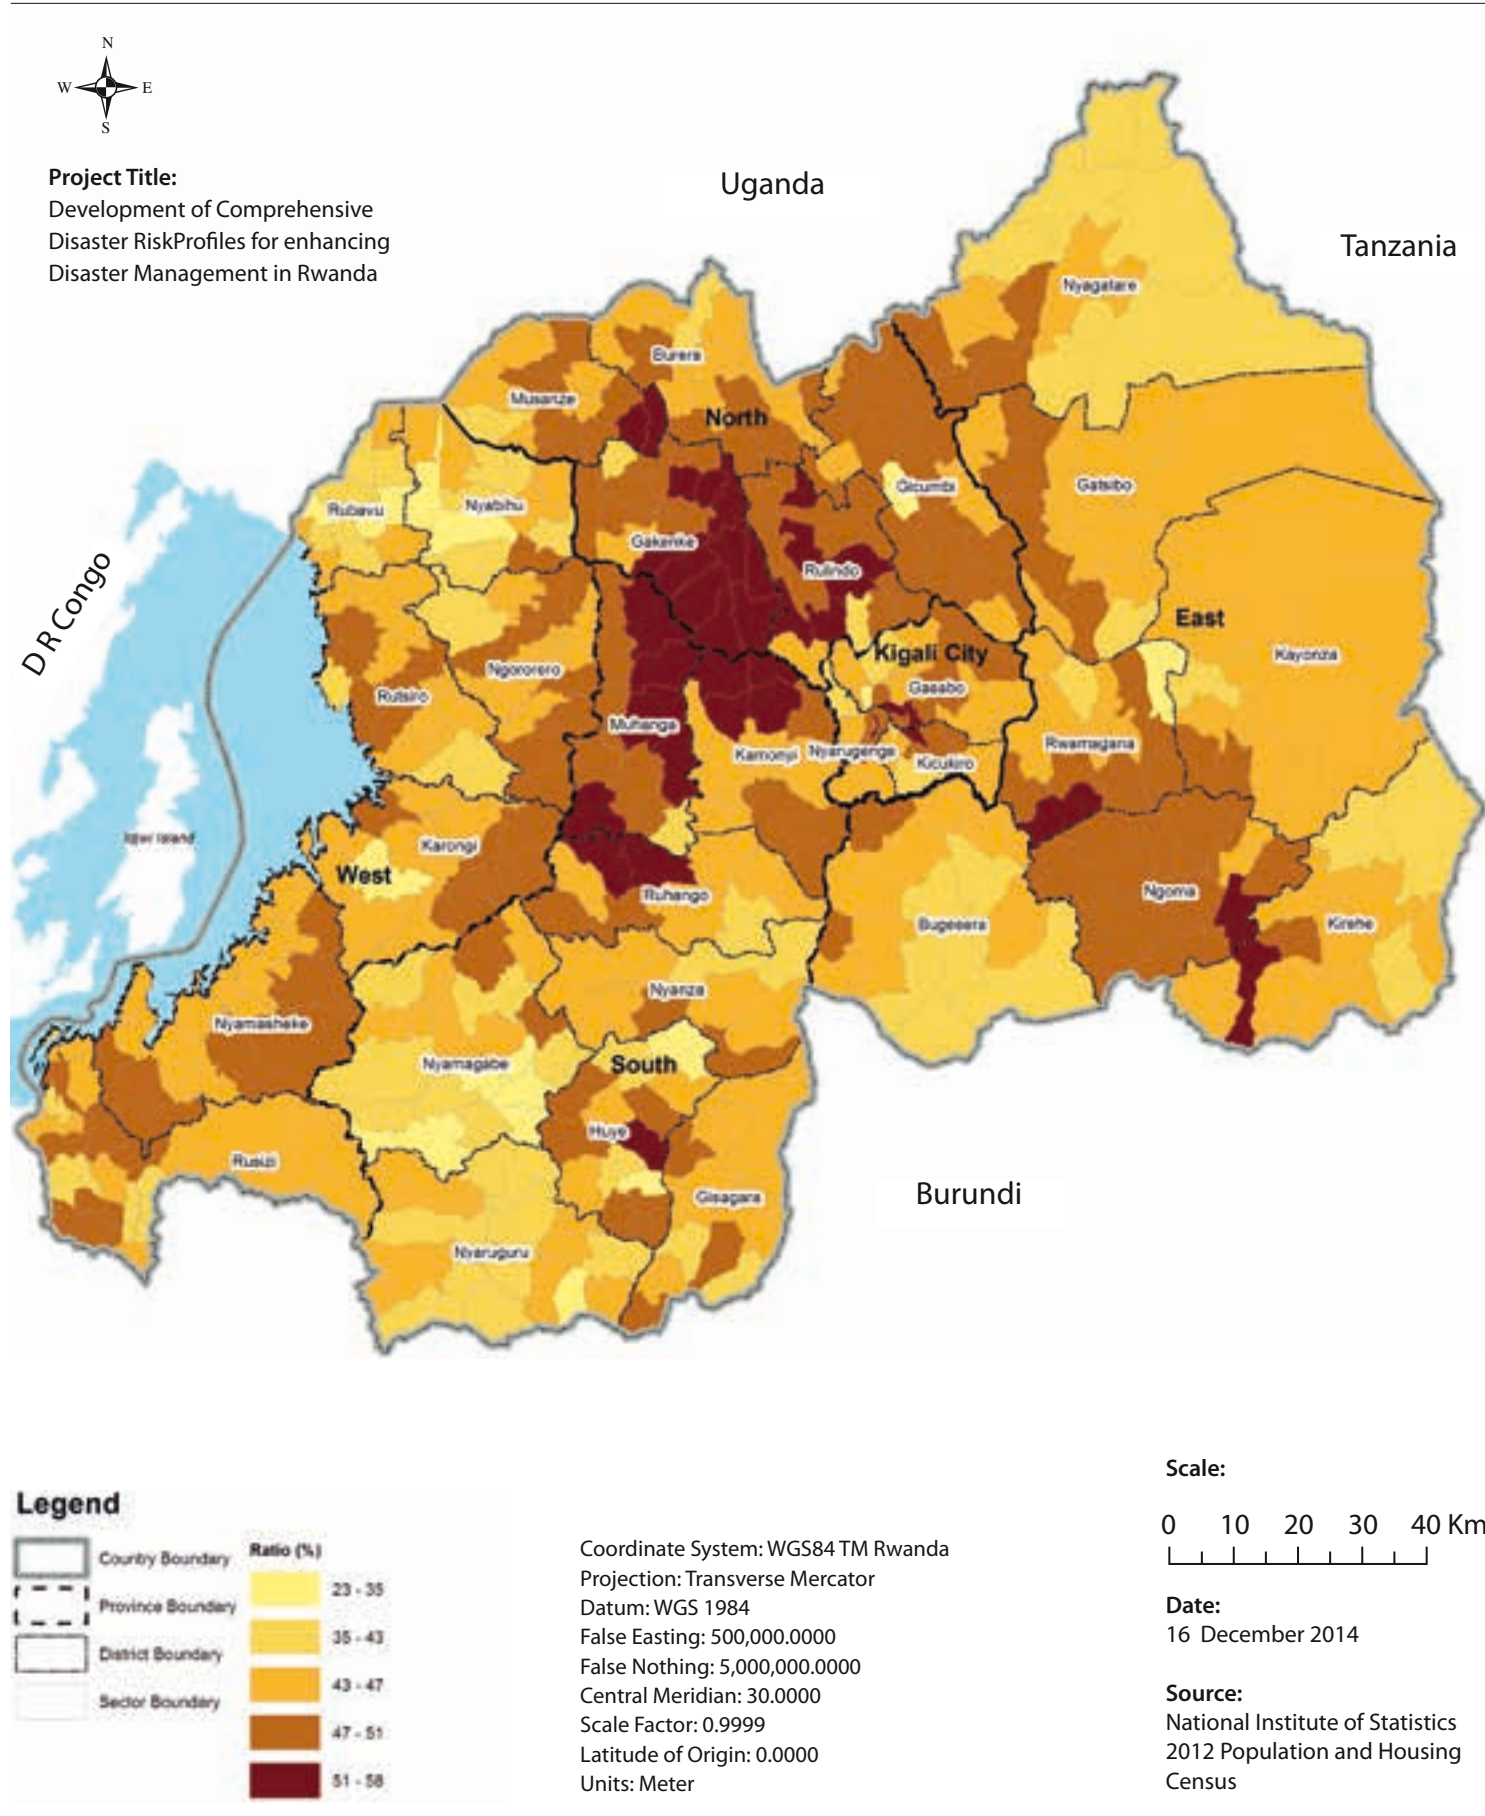 N
W E
S
Project Title:
Development of Comprehensive
Disaster RiskProfiles for enhancing
Disaster Management in Rwanda
Uganda
Tanzania
D R Congo
Burundi
Nyagatare
Burera
Musanze
North
Gicumbi
Gatsibo
Rubavu
Nyabihu
Gakenke
Rulindo
East
Kigali City
Kayonza
Ngororero
Gasabo
Rutsiro
Muhanga
Kamonyi
Nyarugenge
Rwamagana
Kicukiro
Idjwi Island
Karongi
West
Ruhango
Ngoma
Bugesera
Kirehe
Nyanza
Nyamasheke
Nyamagabe
South
Huye
Rusizi
Gisagara
Nyaruguru
Legend
Country Boundary
Province Boundary
District Boundary
Sector Boundary
Ratio (%)
23 - 35
35 - 43
43 - 47
47 - 51
51 - 58
Coordinate System: WGS84 TM Rwanda
Projection: Transverse Mercator
Datum: WGS 1984
False Easting: 500,000.0000
False Nothing: 5,000,000.0000
Central Meridian: 30.0000
Scale Factor: 0.9999
Latitude of Origin: 0.0000
Units: Meter
Scale:
0 10 20 30 40 Km
Date:
16 December 2014
Source:
National Institute of Statistics
2012 Population and Housing
Census